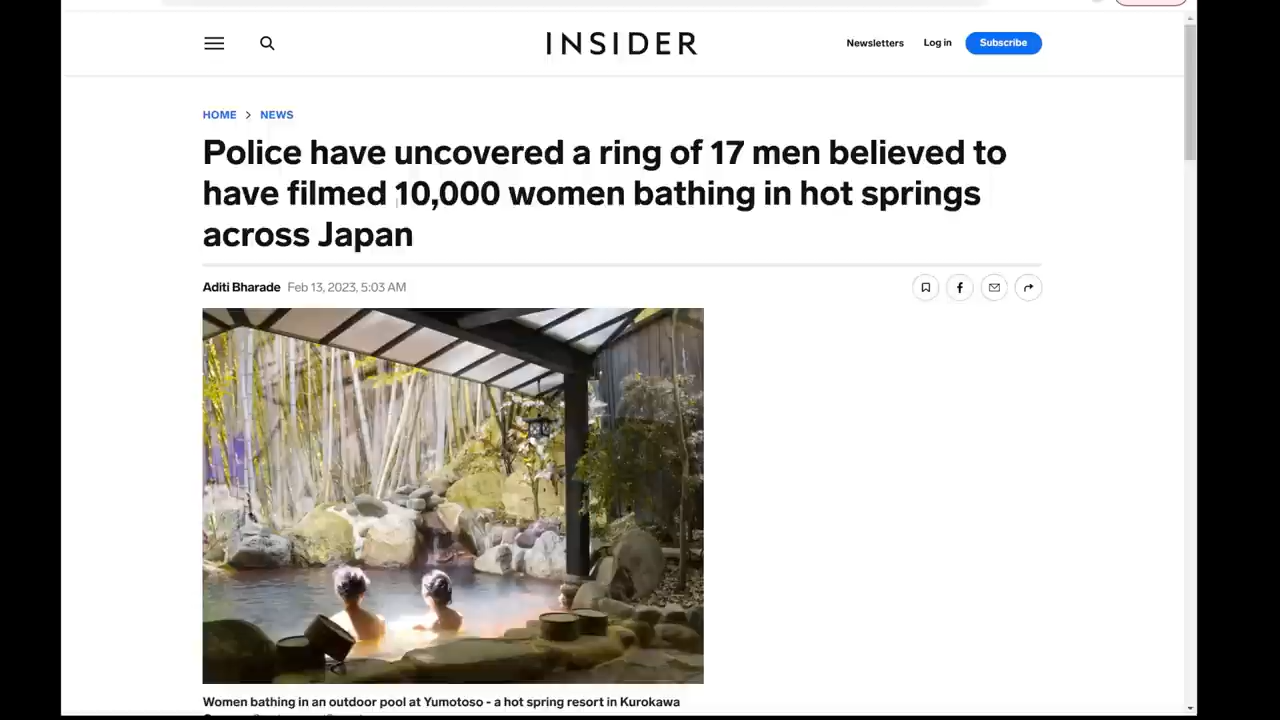 INSIDER
Newsletters Log in Subscribe
HOME > NEWS
Police have uncovered a ring of 17 men believed to
have filmed 10,000 women bathing in hot springs
across Japan
Aditi Bharade Feb 13, 2023, 5:03 AM
Women bathing in an outdoor pool at Yumotoso - a hot spring resort in Kurokawa